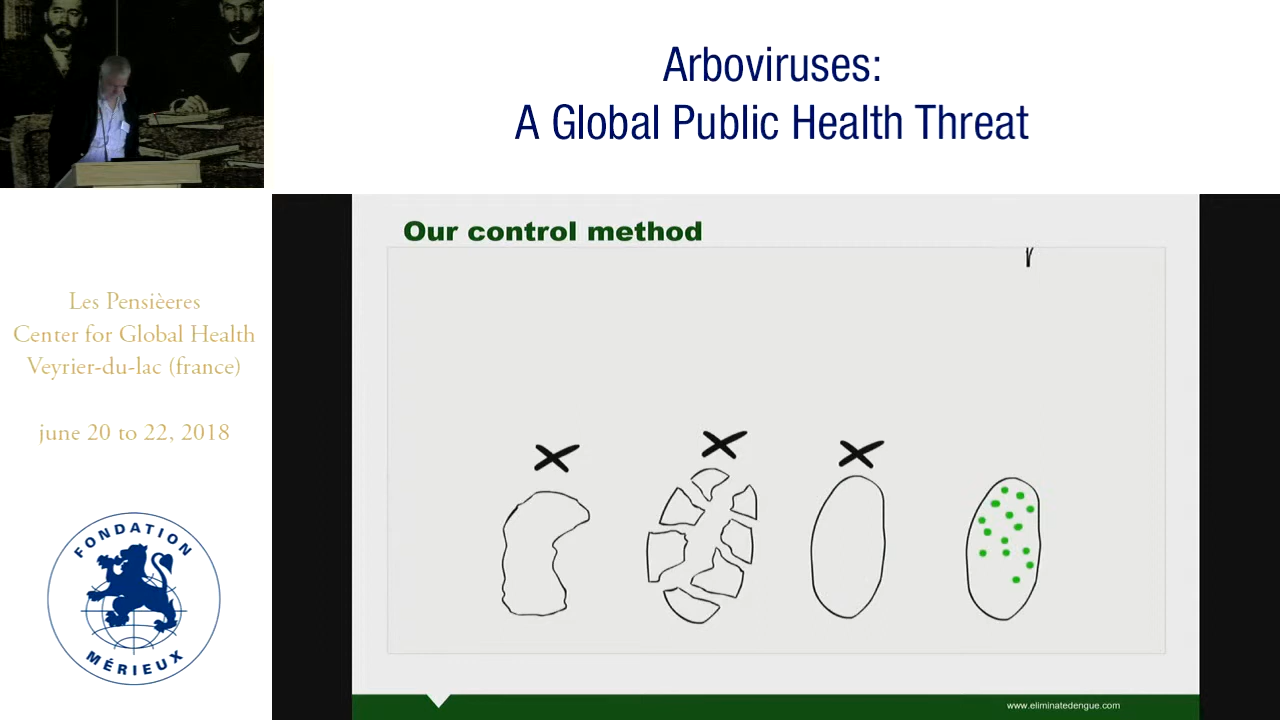 Arboviruses:
A Global Public Health Threat
Our control method
Les Pensièeres
Center for Global Health
Veyrier-du-lac (france)
june 20 to 22, 2018
FONDATION
MÉRIEUX
www.eliminatedengue.com